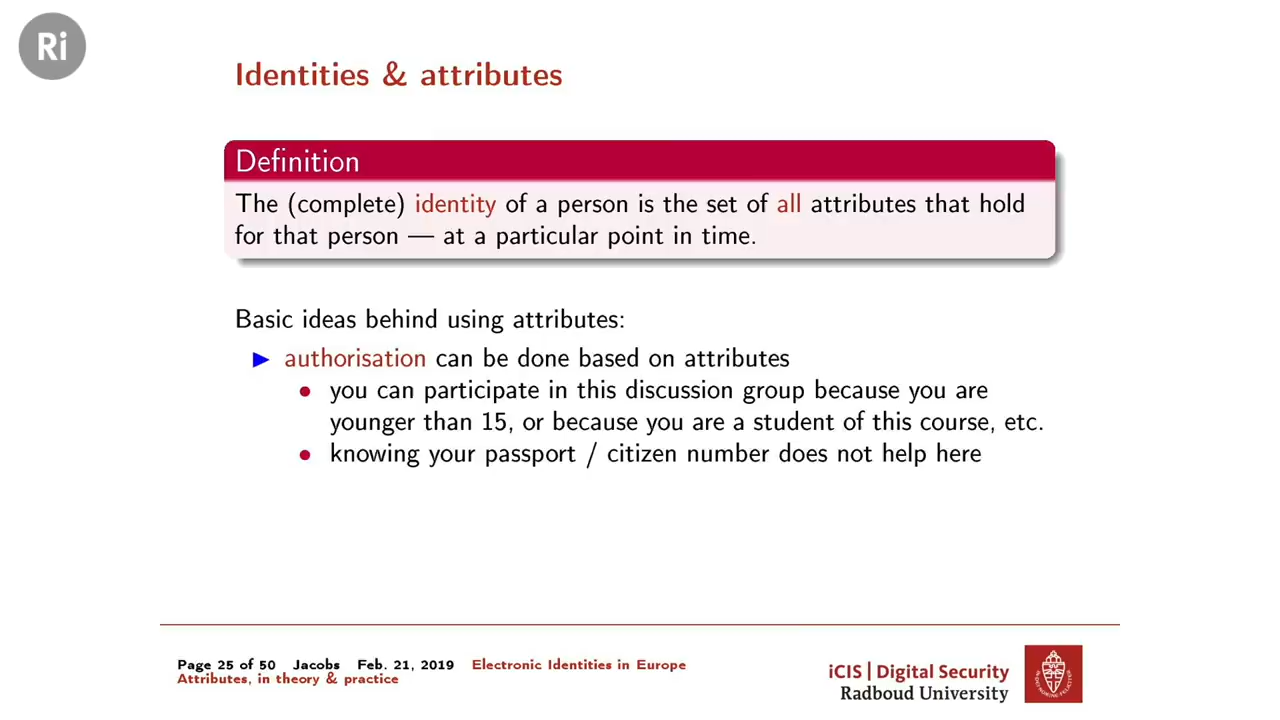 Ri
Identities & attributes
Definition
The (complete) identity of a person is the set of all attributes that hold
for that person — at a particular point in time.
Basic ideas behind using attributes:
▶ authorisation can be done based on attributes
• you can participate in this discussion group because you are
younger than 15, or because you are a student of this course, etc.
• knowing your passport / citizen number does not help here
Page 25 of 50 Jacobs Feb. 21, 2019 Electronic Identities in Europe
Attributes, in theory & practice
iCIS | Digital Security
Radboud University